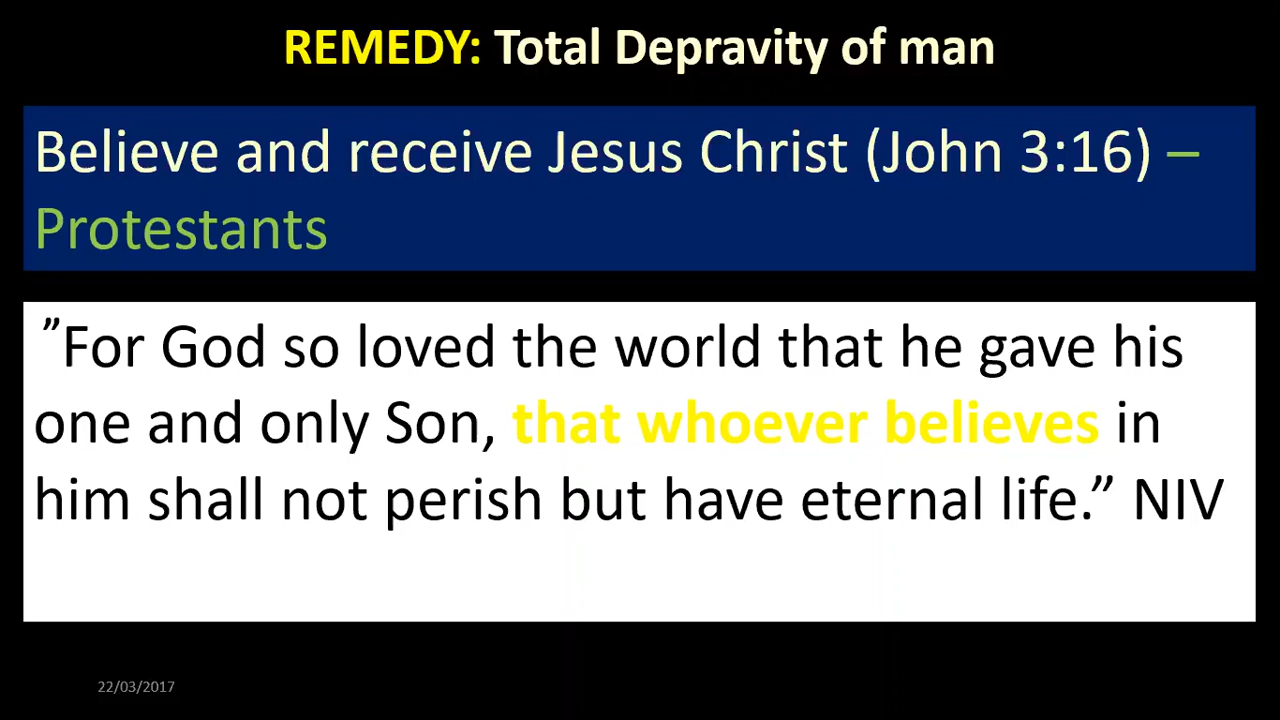 REMEDY: Total Depravity of man
Believe and receive Jesus Christ (John 3:16) –
Protestants
”For God so loved the world that he gave his
one and only Son, that whoever believes in
him shall not perish but have eternal life.” NIV
22/03/2017